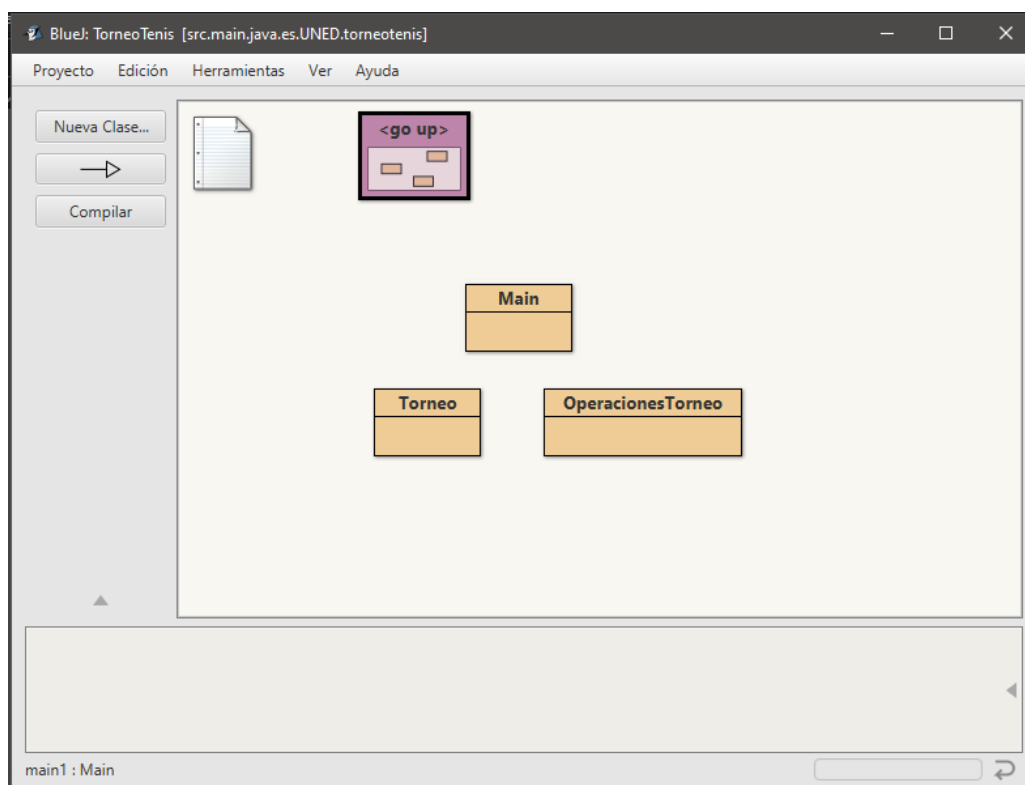 BlueJ: TorneoTenis [src.main.java.es.UNED.torneotenis]
Proyecto Edición Herramientas Ver Ayuda
Nueva Clase...
Compilar
<go up>
Main
Torneo
OperacionesTorneo
main1 : Main